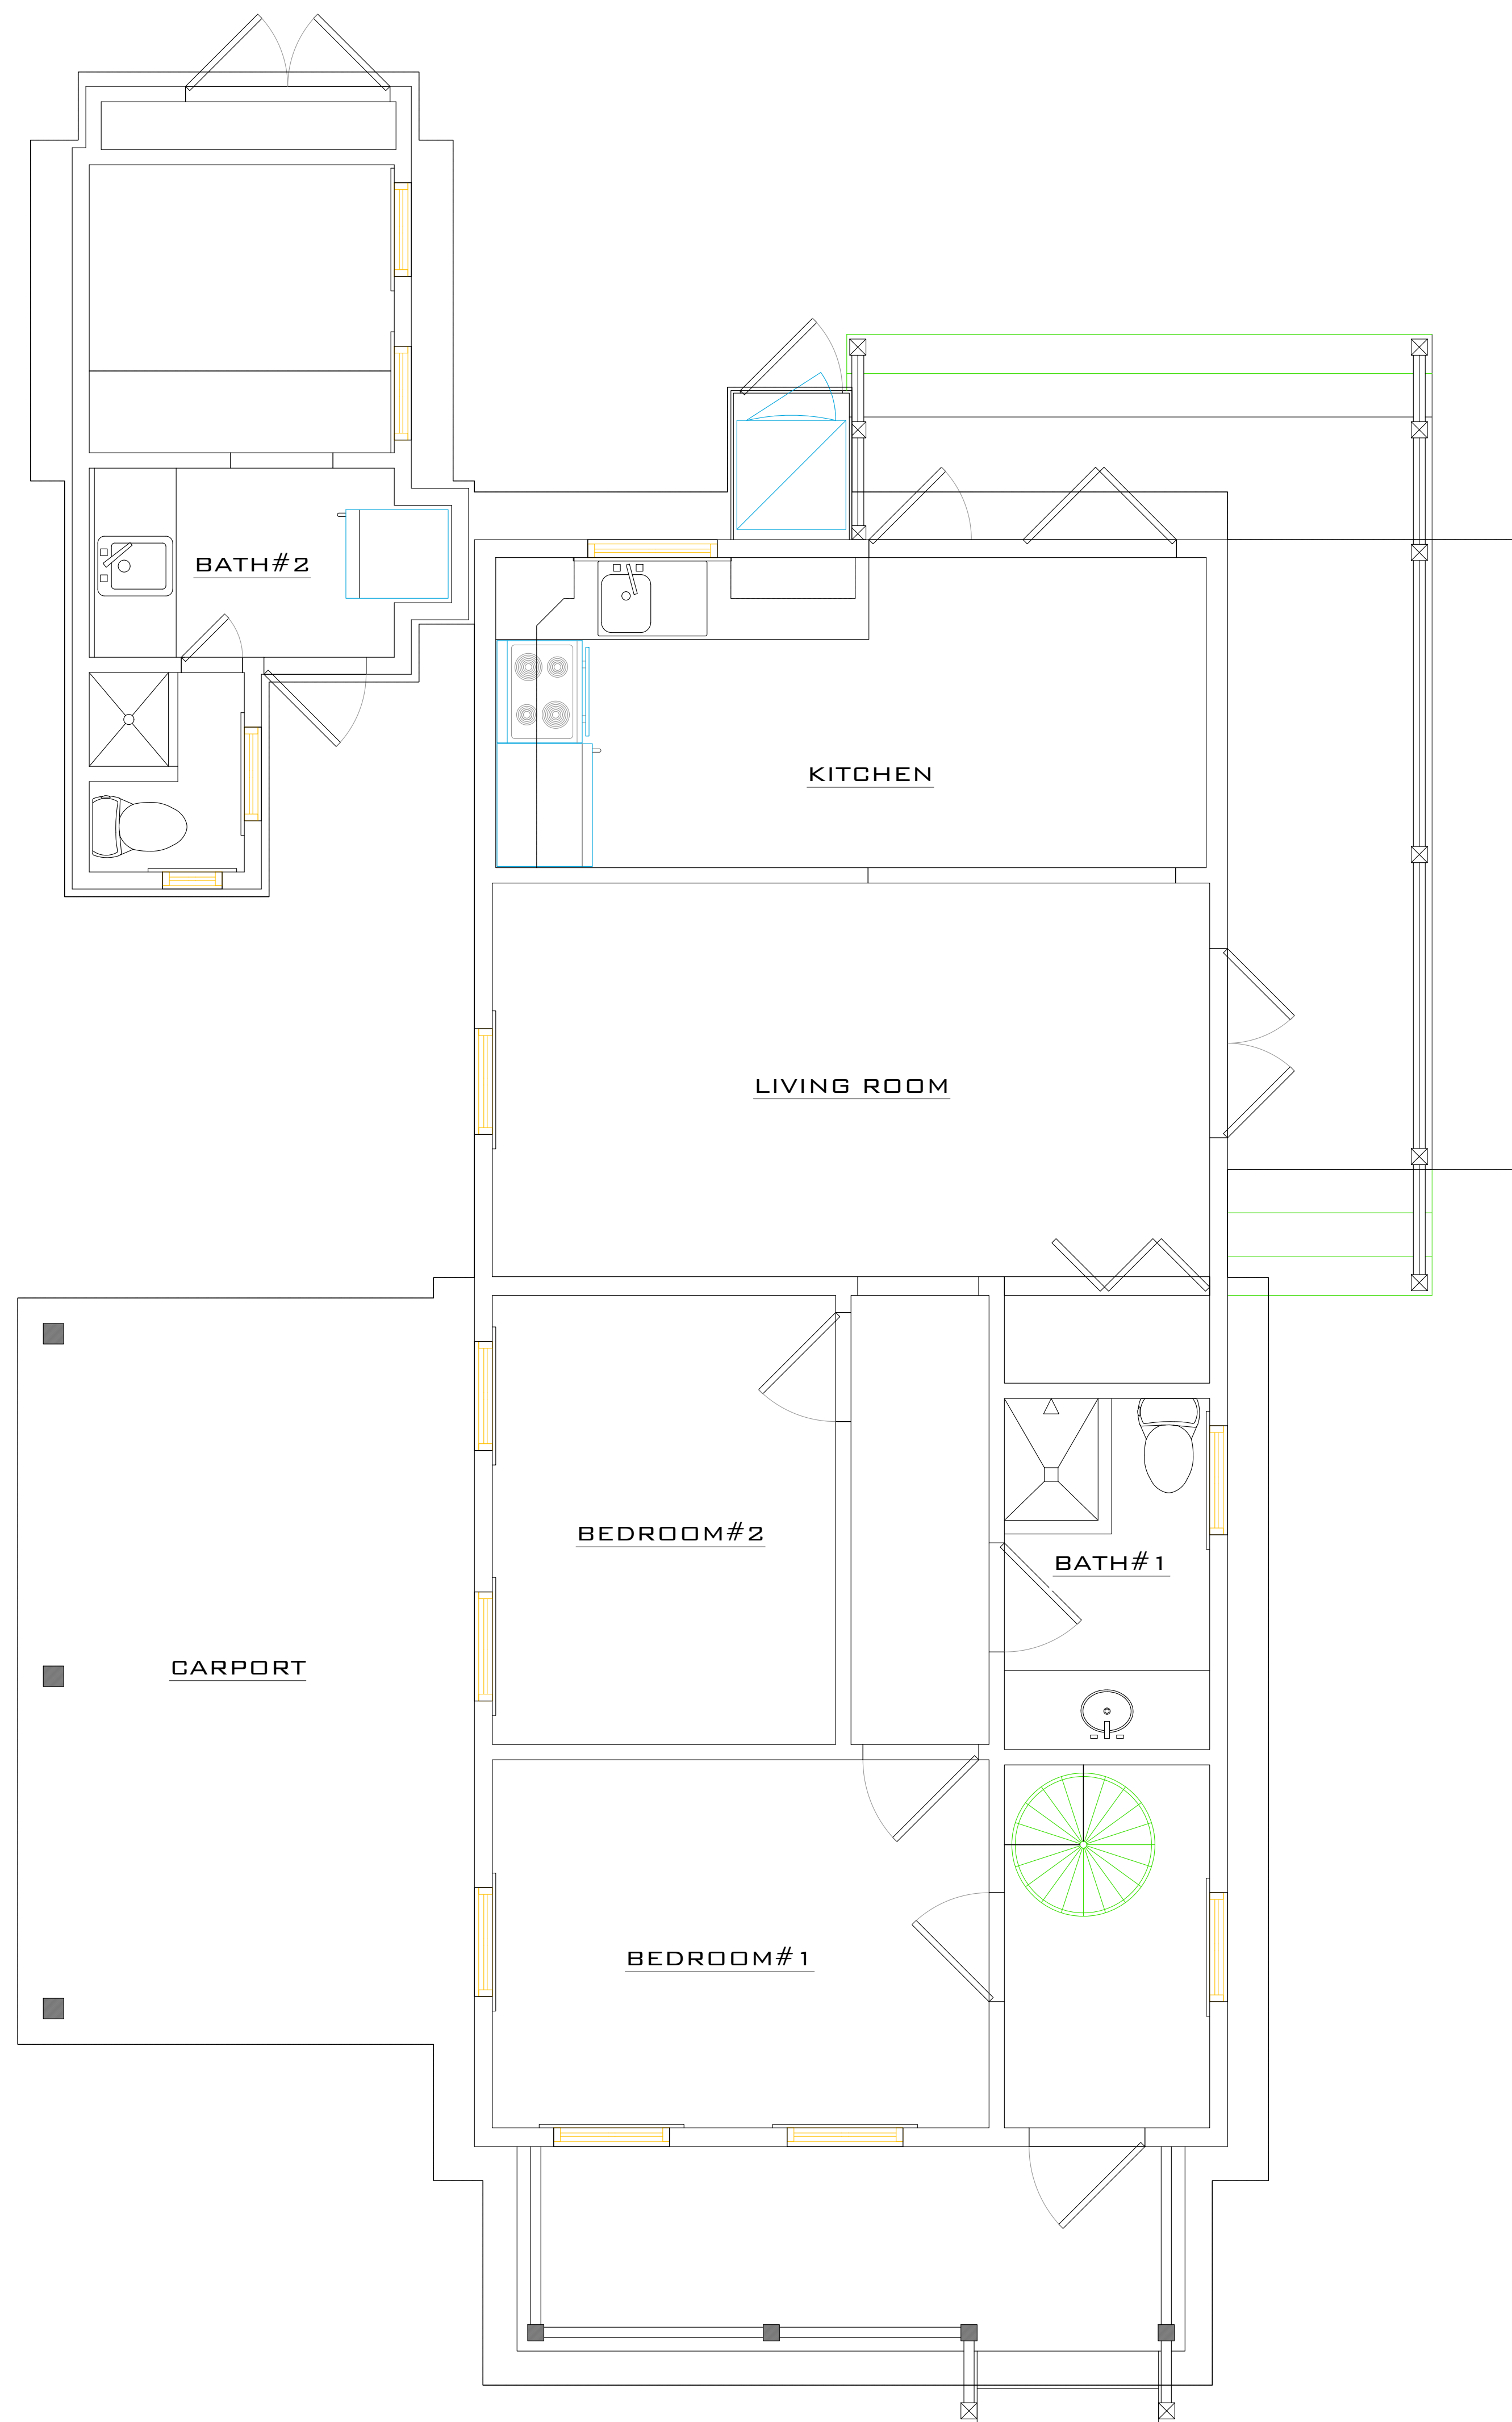 BATH#2
KITCHEN
LIVING ROOM
BEDROOM#2
BATH#1
CARPORT
BEDROOM#1